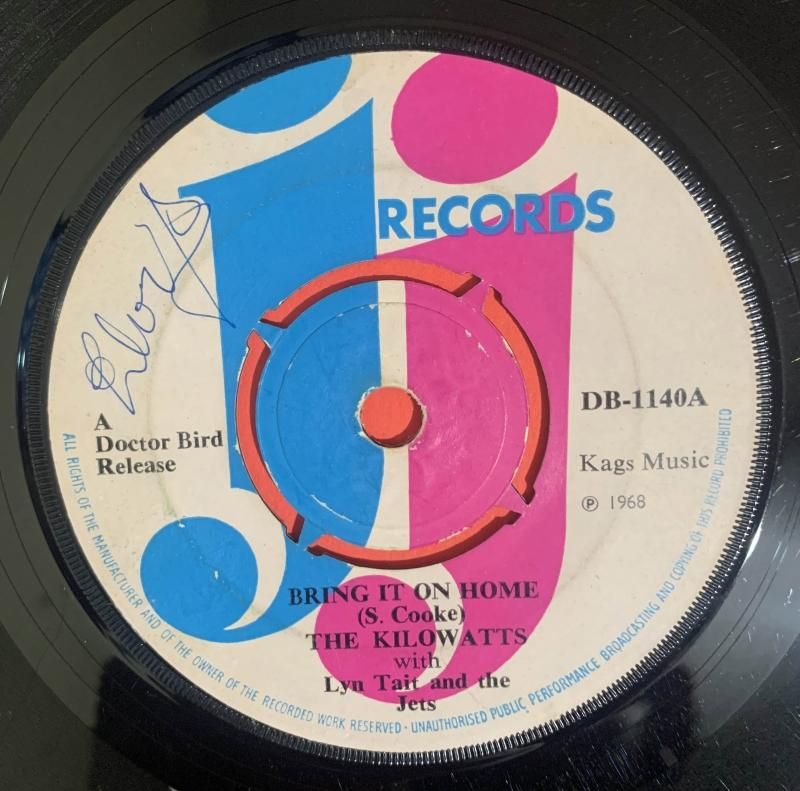 RECORDS
A
Doctor Bird
Release
DB-1140A
Kags Music
℗ 1968
BRING IT ON HOME
(S. Cooke)
THE KILOWATTS
with
Lyn Tait and the
Jets
ALL RIGHTS OF THE MANUFACTURER AND OF THE OWNER OF THE RECORDED WORK RESERVED - UNAUTHORISED PUBLIC PERFORMANCE BROADCASTING AND COPYING OF THIS RECORD PROHIBITED